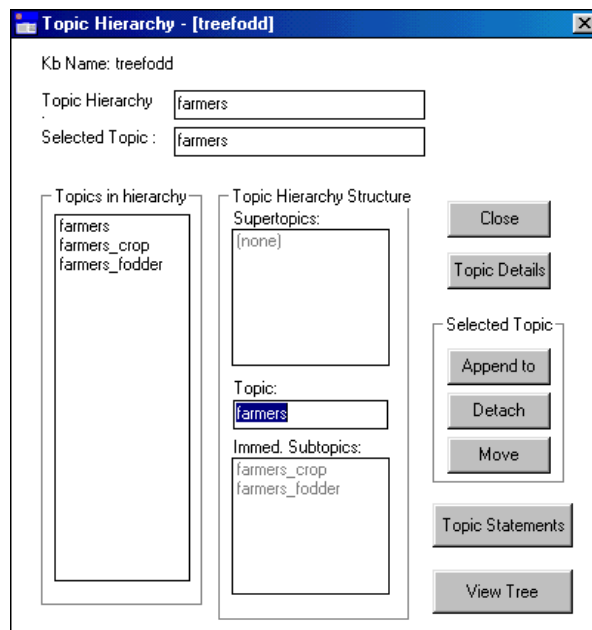 Topic Hierarchy - [treefodd]
Kb Name: treefodd
Topic Hierarchy
:
farmers
Selected Topic :
farmers
Topics in hierarchy
farmers
farmers_crop
farmers_fodder
Topic Hierarchy Structure
Supertopics:
(none)
Topic:
farmers
Immed. Subtopics:
farmers_crop
farmers_fodder
Close
Topic Details
Selected Topic
Append to
Detach
Move
Topic Statements
View Tree